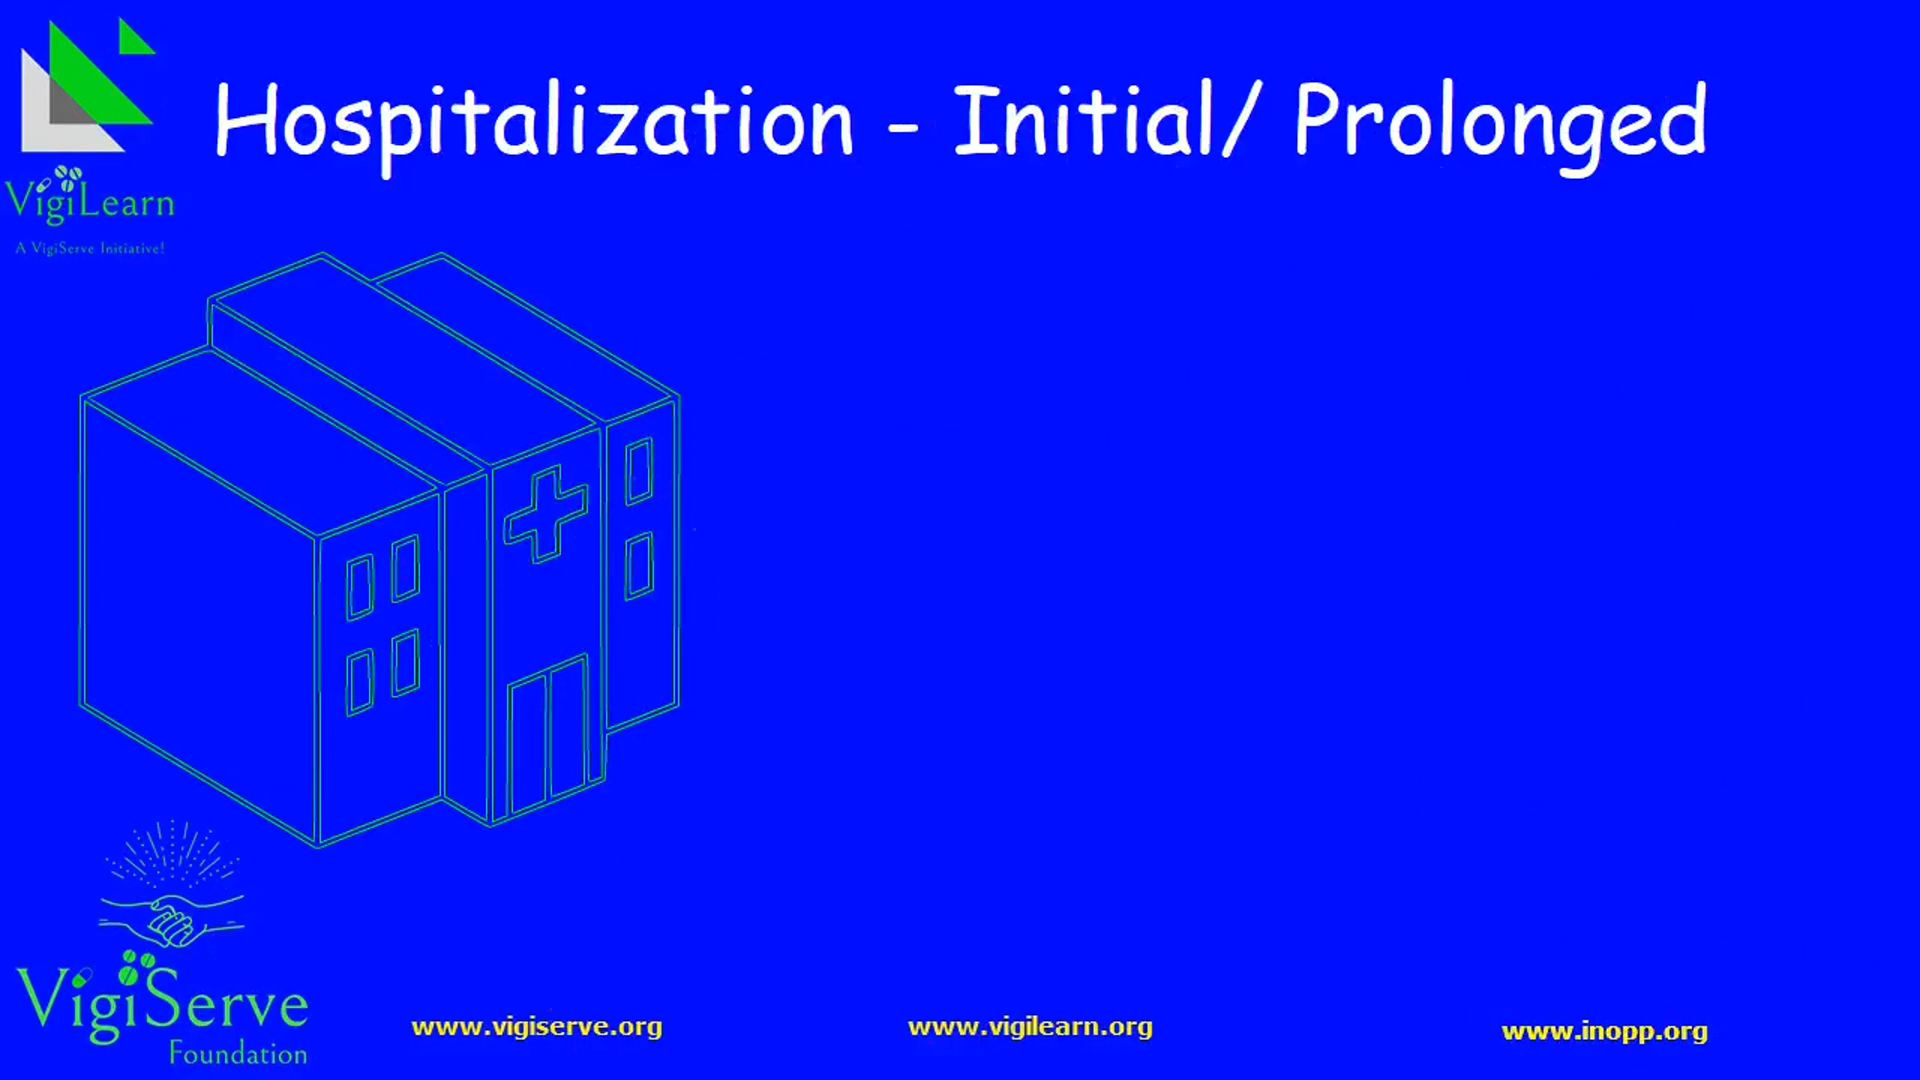 Hospitalization - Initial/ Prolonged
VigiLearn
A VigiServe Initiative!
VigiServe
Foundation
www.vigiserve.org
www.vigilearn.org
www.inopp.org